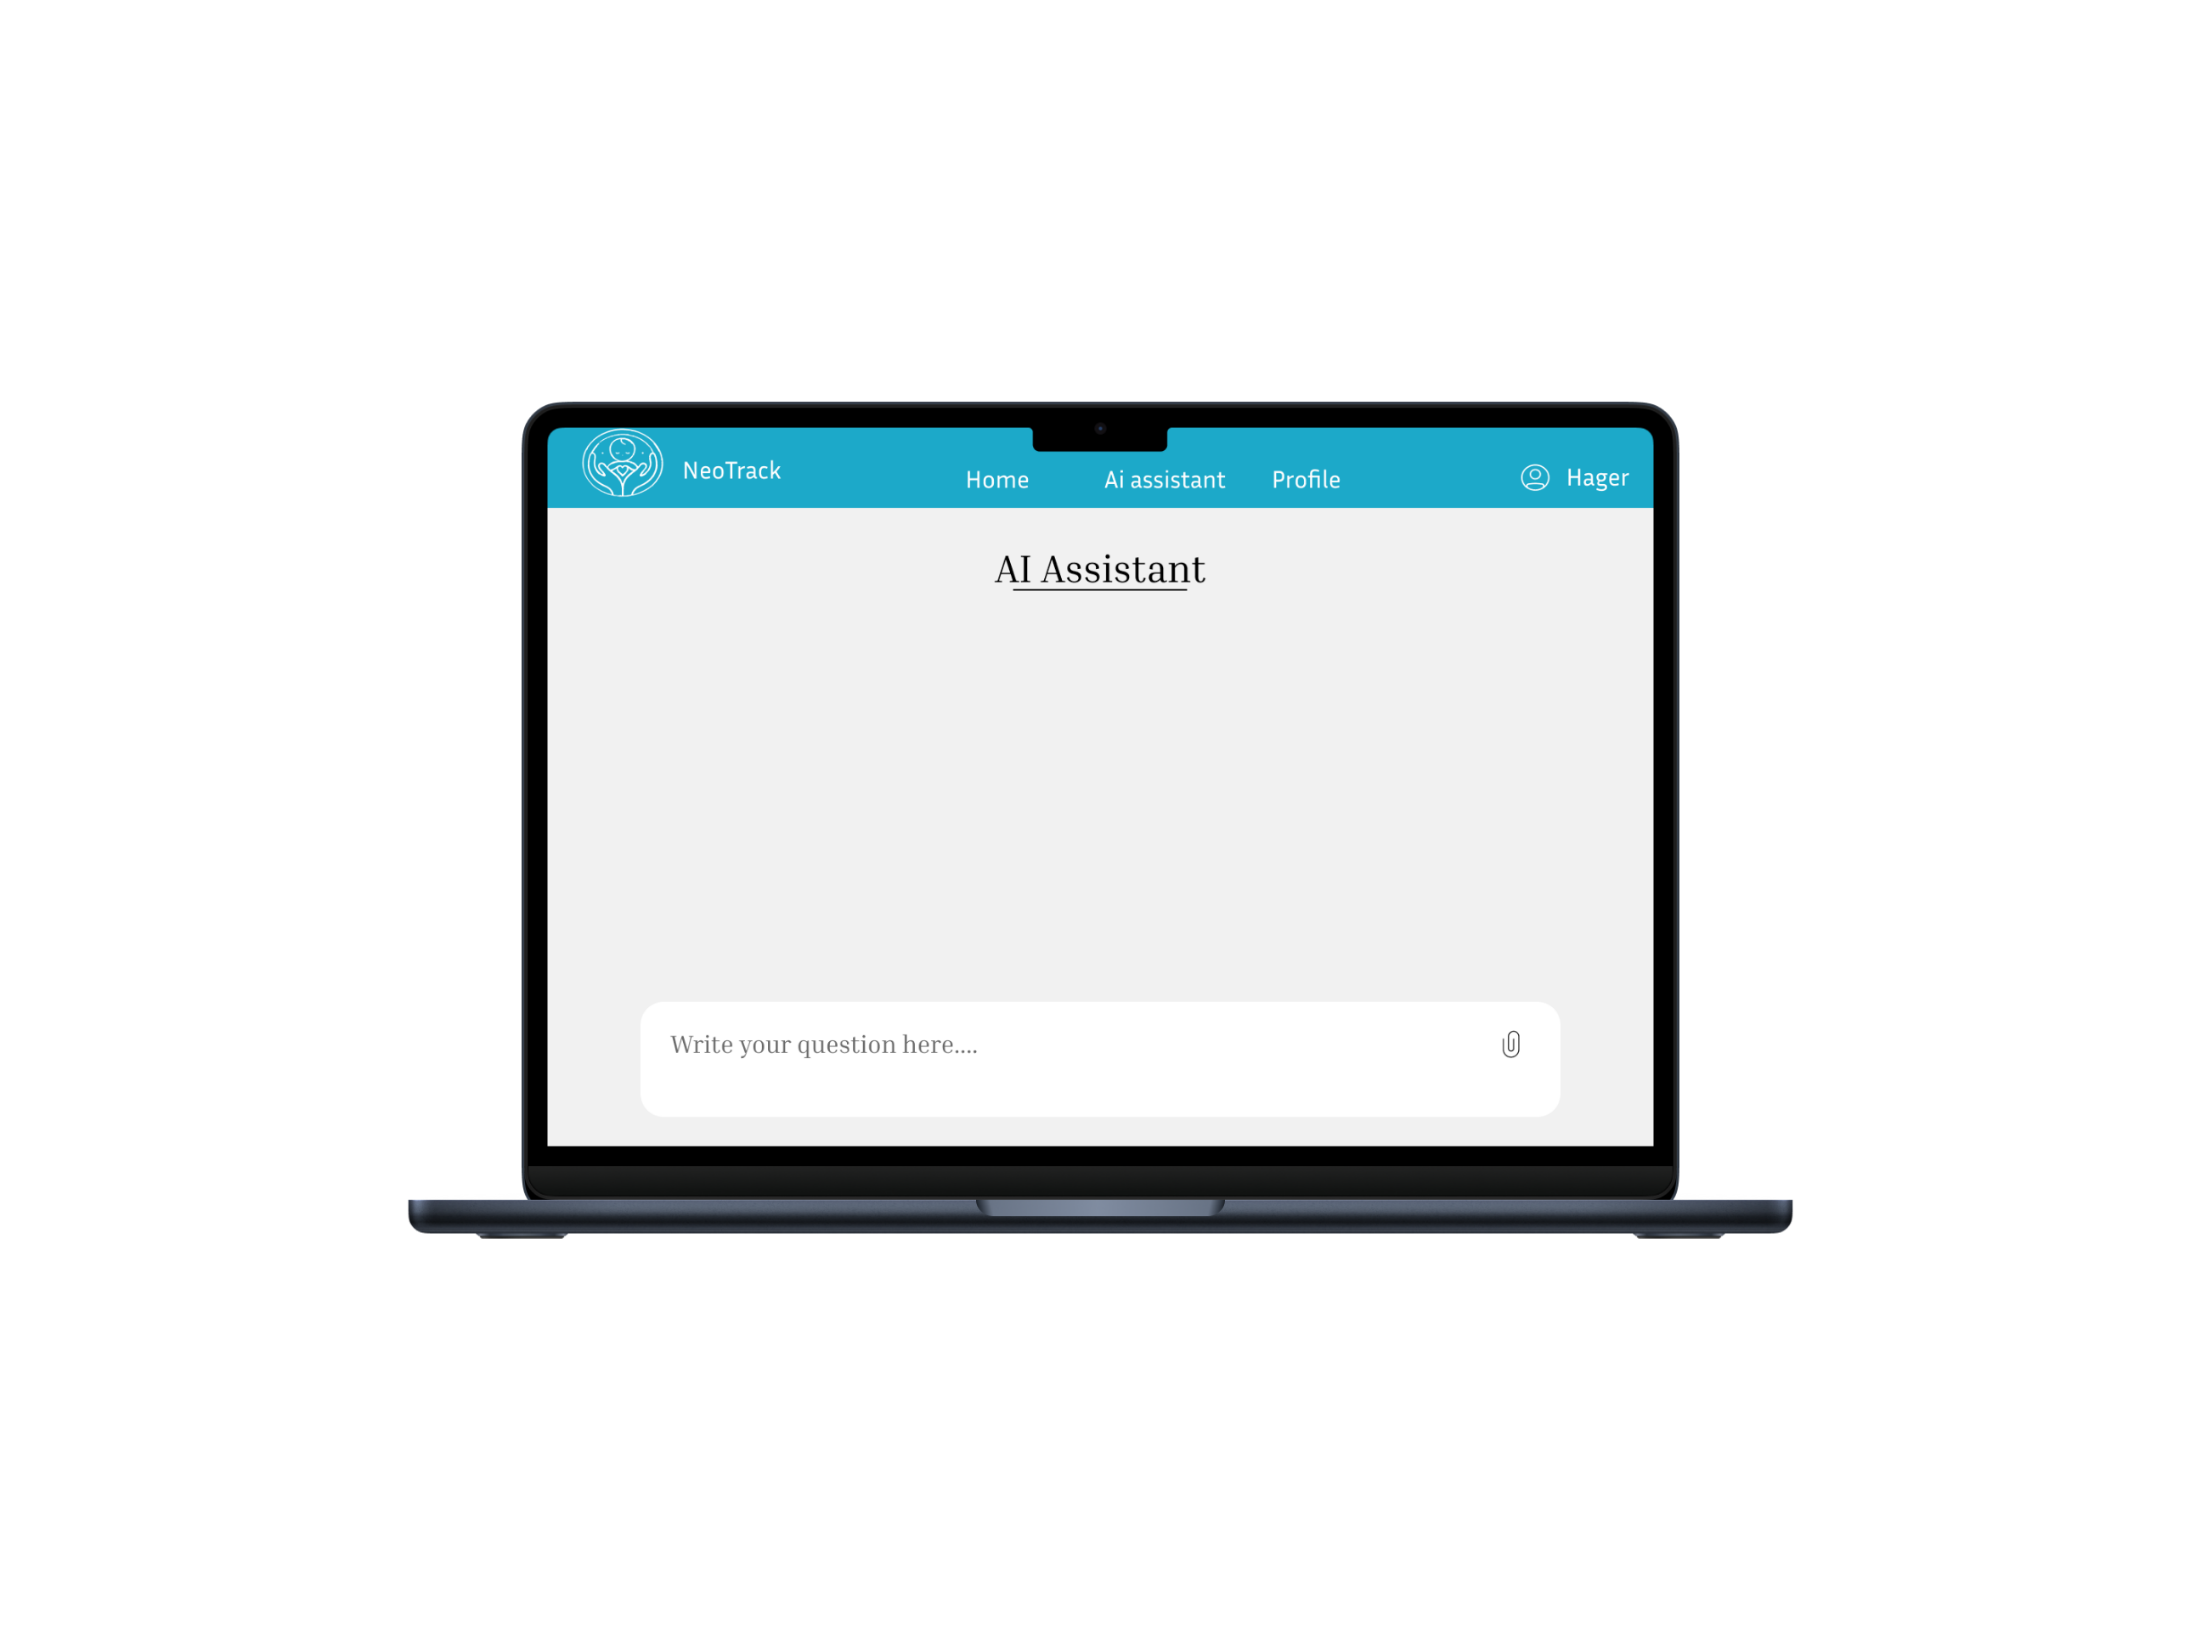 NeoTrack
Home Ai assistant Profile
Hager
AI Assistant
Write your question here....